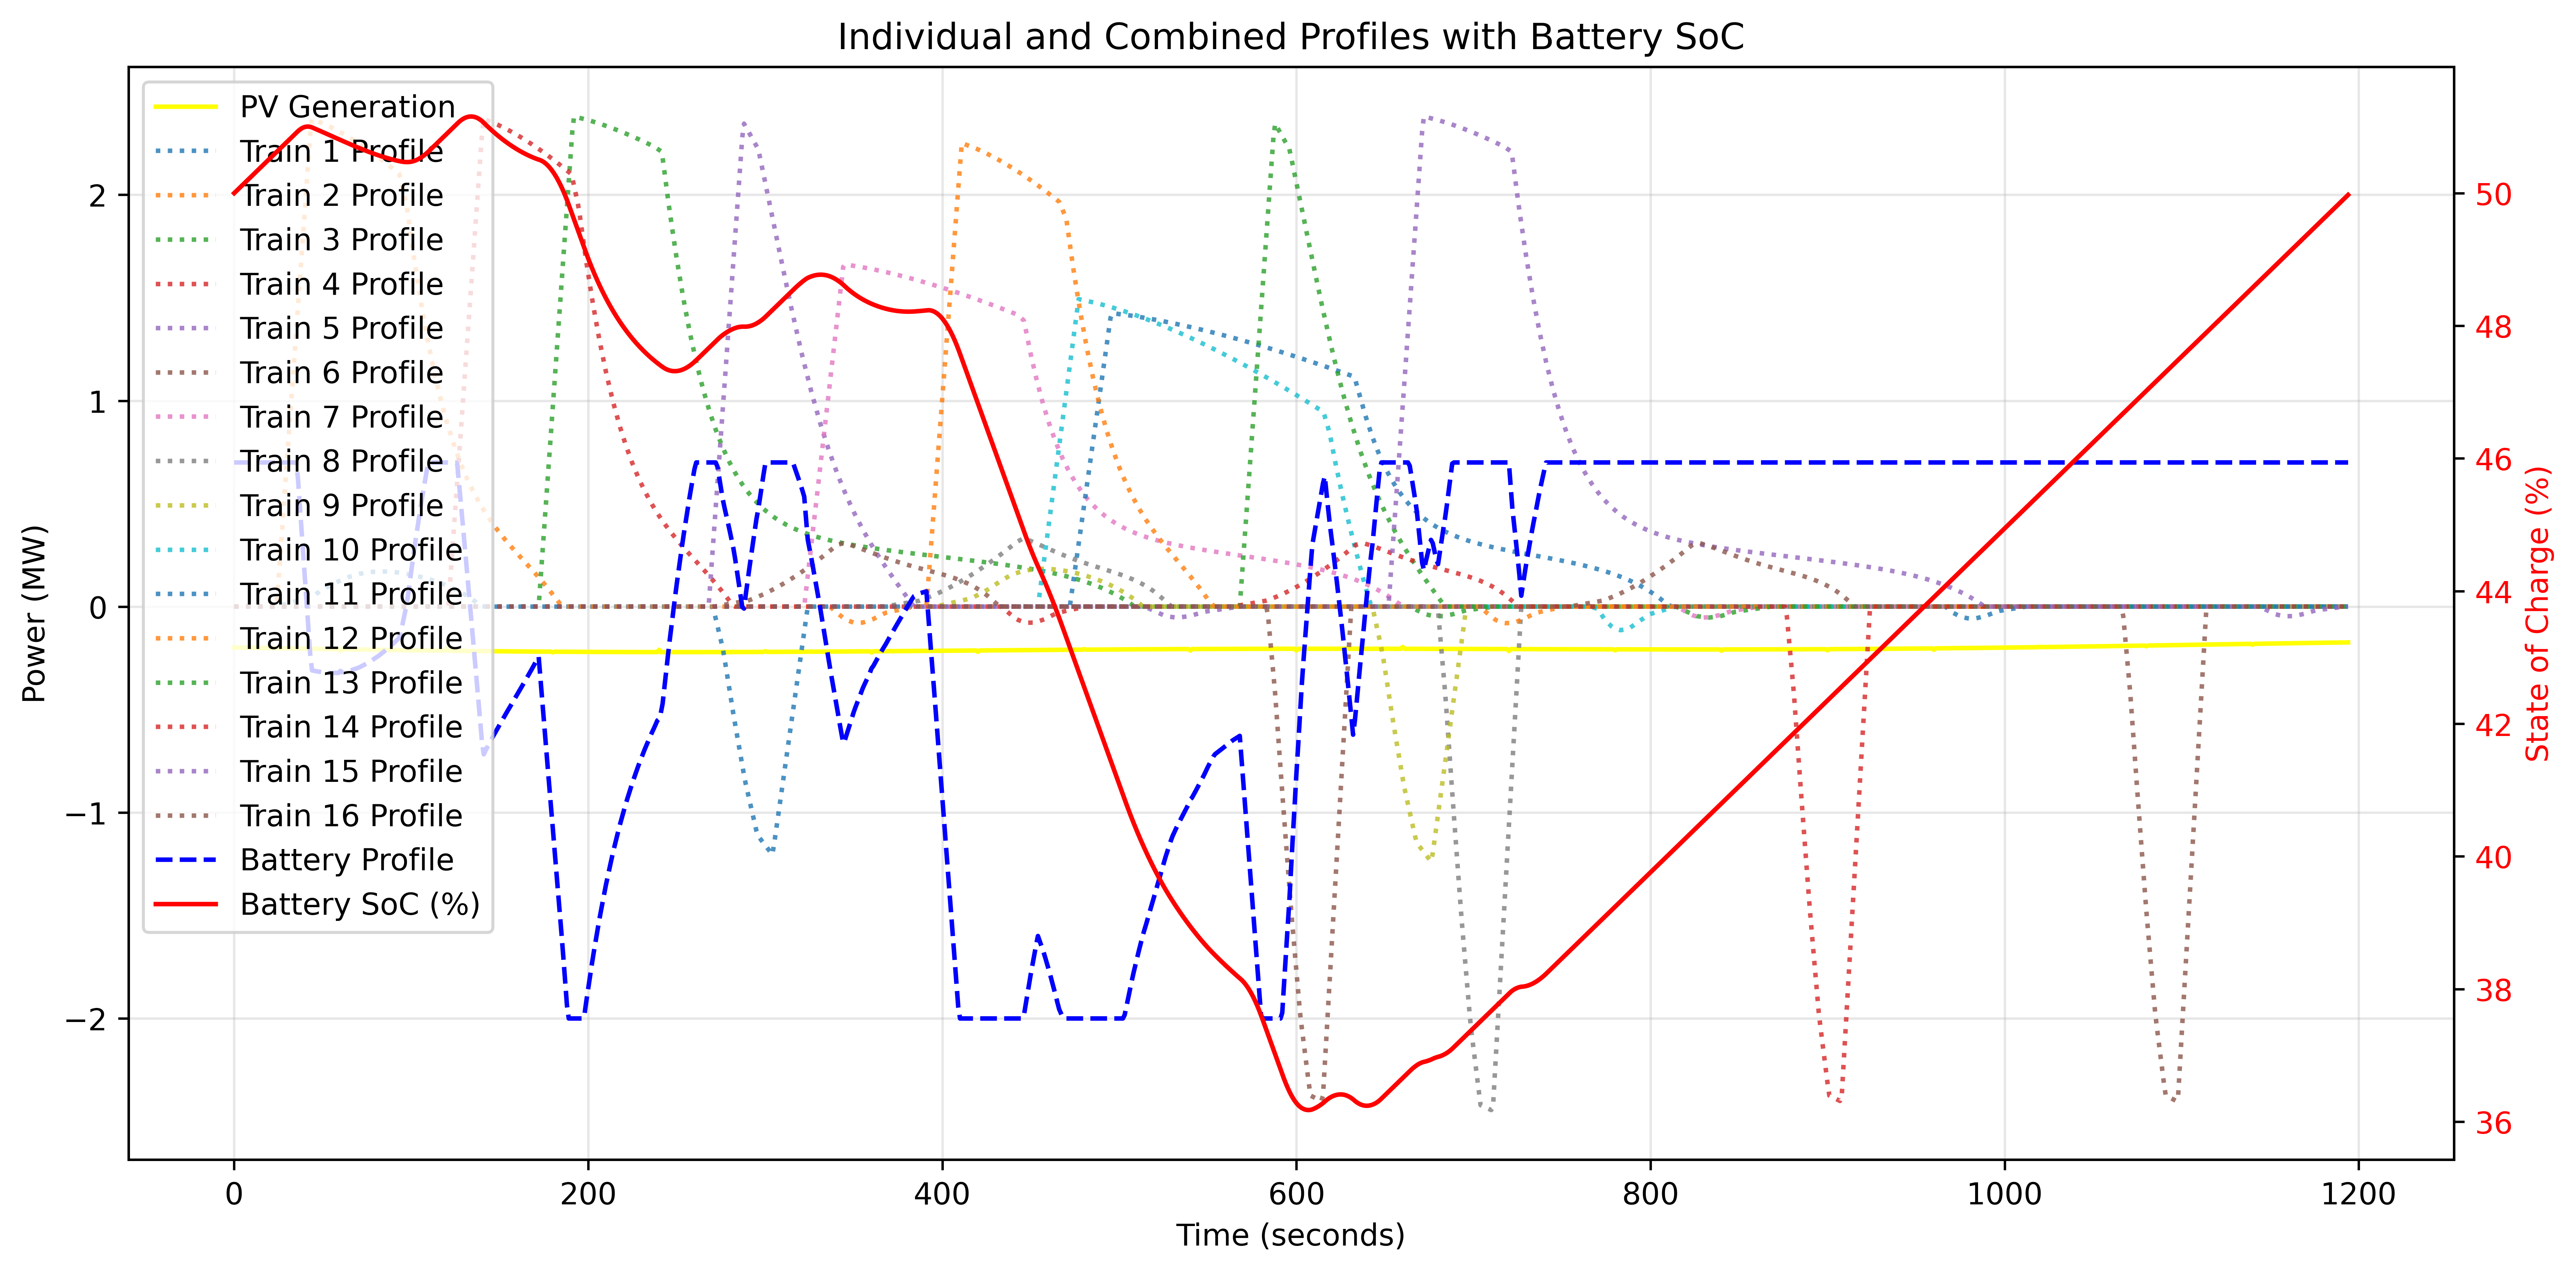 Individual and Combined Profiles with Battery SoC
PV Generation
Train 1 Profile
Train 2 Profile
Train 3 Profile
Train 4 Profile
Train 5 Profile
Train 6 Profile
Train 7 Profile
Train 8 Profile
Train 9 Profile
Train 10 Profile
Train 11 Profile
Train 12 Profile
Train 13 Profile
Train 14 Profile
Train 15 Profile
Train 16 Profile
Battery Profile
Battery SoC (%)
Power (MW)
2
1
0
−1
−2
State of Charge (%)
50
48
46
44
42
40
38
36
0 200 400 600 800 1000 1200
Time (seconds)